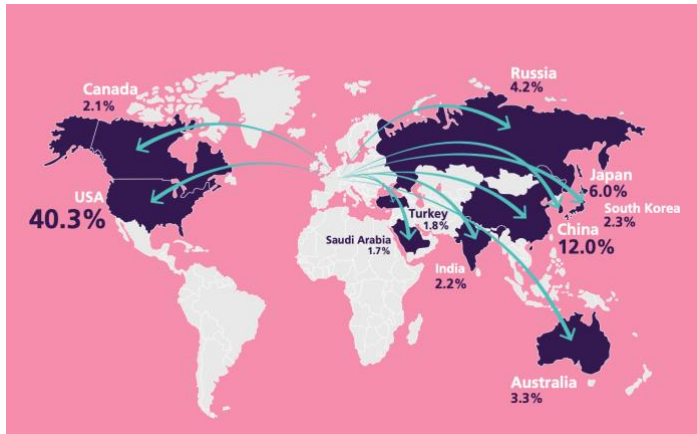 Canada
2.1%
USA
40.3%
Russia
4.2%
Japan
6.0%
South Korea
2.3%
China
12.0%
Turkey
1.8%
Saudi Arabia
1.7%
India
2.2%
Australia
3.3%